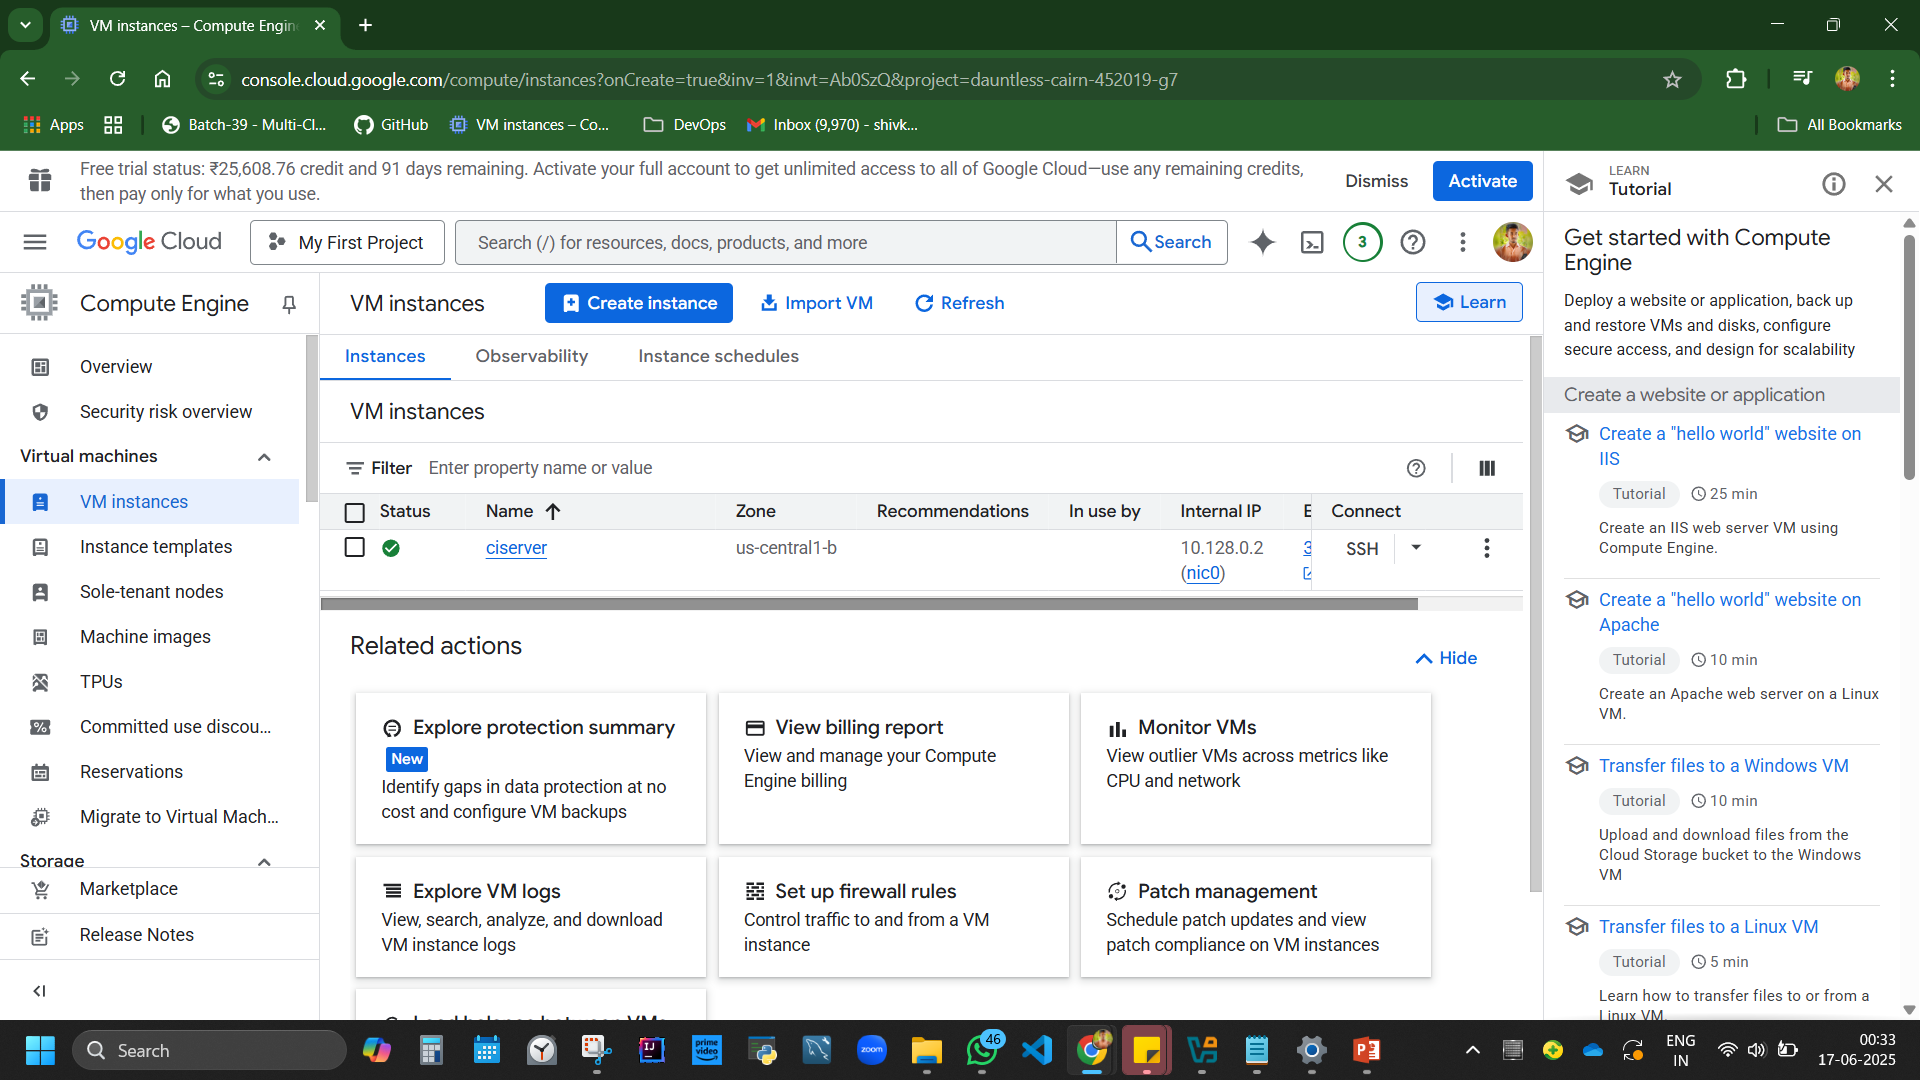 VM instances – Compute Engin
console.cloud.google.com/compute/instances?onCreate=true&inv=1&invt=Ab0SzQ&project=dauntless-cairn-452019-g7
Apps
Batch-39 - Multi-Cl...
GitHub
VM instances – Co...
DevOps
Inbox (9,970) - shivk...
All Bookmarks
Free trial status: ₹25,608.76 credit and 91 days remaining. Activate your full account to get unlimited access to all of Google Cloud—use any remaining credits,
then pay only for what you use.
Dismiss
Activate
Google Cloud
My First Project
Search (/) for resources, docs, products, and more
Search
3
Compute Engine
VM instances
Create instance
Import VM
Refresh
Learn
Overview
Security risk overview
Virtual machines
VM instances
Instance templates
Sole-tenant nodes
Machine images
TPUs
Committed use discou...
Reservations
Migrate to Virtual Mach...
Storage
Marketplace
Release Notes
Instances
Observability
Instance schedules
VM instances
Filter
Enter property name or value
Status
Name
Zone
Recommendations
In use by
Internal IP
E
Connect
ciserver
us-central1-b
10.128.0.2
(nic0)
3
SSH
Related actions
Hide
Explore protection summary
New
Identify gaps in data protection at no
cost and configure VM backups
View billing report
View and manage your Compute
Engine billing
Monitor VMs
View outlier VMs across metrics like
CPU and network
Explore VM logs
View, search, analyze, and download
VM instance logs
Set up firewall rules
Control traffic to and from a VM
instance
Patch management
Schedule patch updates and view
patch compliance on VM instances
Load balance between VMs
LEARN
Tutorial
Get started with Compute
Engine
Deploy a website or application, back up
and restore VMs and disks, configure
secure access, and design for scalability
Create a website or application
Create a "hello world" website on
IIS
Tutorial
25 min
Create an IIS web server VM using
Compute Engine.
Create a "hello world" website on
Apache
Tutorial
10 min
Create an Apache web server on a Linux
VM.
Transfer files to a Windows VM
Tutorial
10 min
Upload and download files from the
Cloud Storage bucket to the Windows
VM
Transfer files to a Linux VM
Tutorial
5 min
Learn how to transfer files to or from a
Linux VM.
Search
IJ
prime
video
zoom
46
P
ENG
IN
00:33
17-06-2025